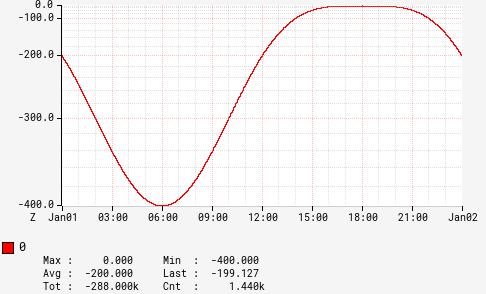 0.0
-100.0
-200.0
-300.0
-400.0
Z Jan01 03:00 06:00 09:00 12:00 15:00 18:00 21:00 Jan02
0
Max : 0.000 Min : -400.000
Avg : -200.000 Last : -199.127
Tot : -288.000k Cnt : 1.440k